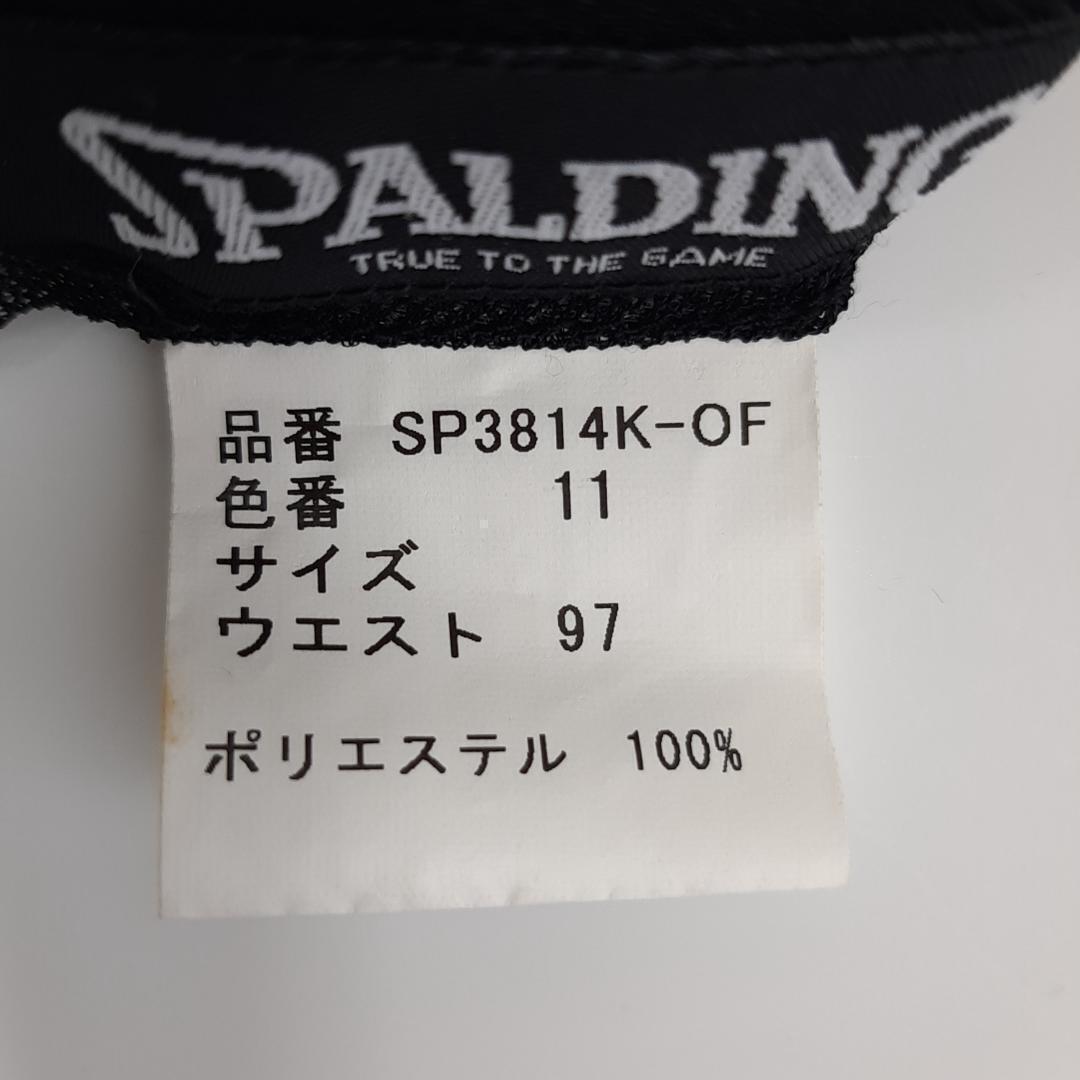 SPALDING
TRUE TO THE GAME
品番 SP3814K-OF
色番 11
サイズ
ウエスト 97
ポリエステル 100%